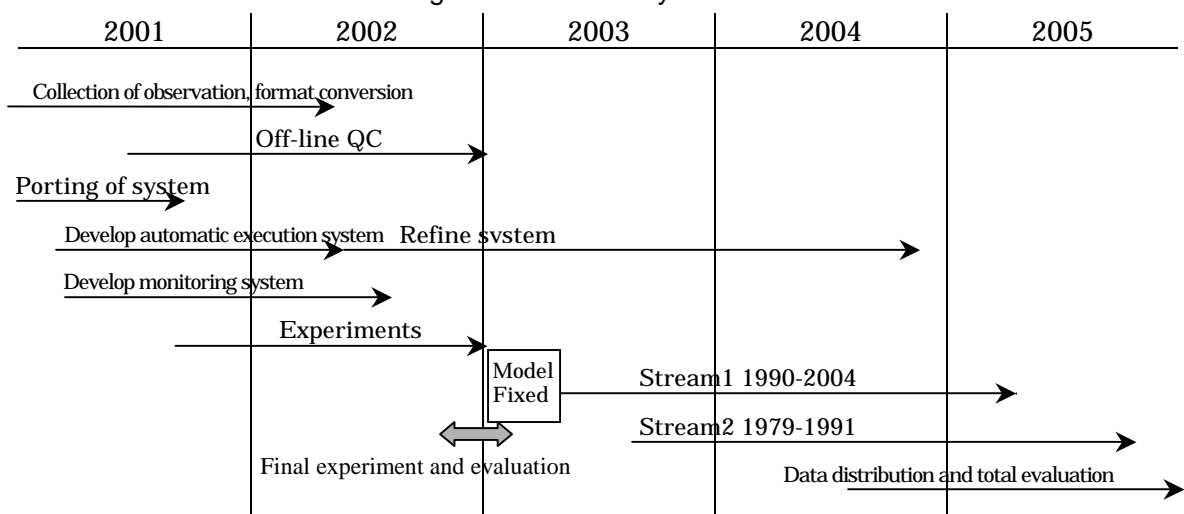 2001 2002 2003 2004 2005
Collection of observation, format conversion
Off-line QC
Porting of system
Develop automatic execution system Refine system
Develop monitoring system
Experiments
Model
Fixed
Stream1 1990-2004
Stream2 1979-1991
Final experiment and evaluation
Data distribution and total evaluation